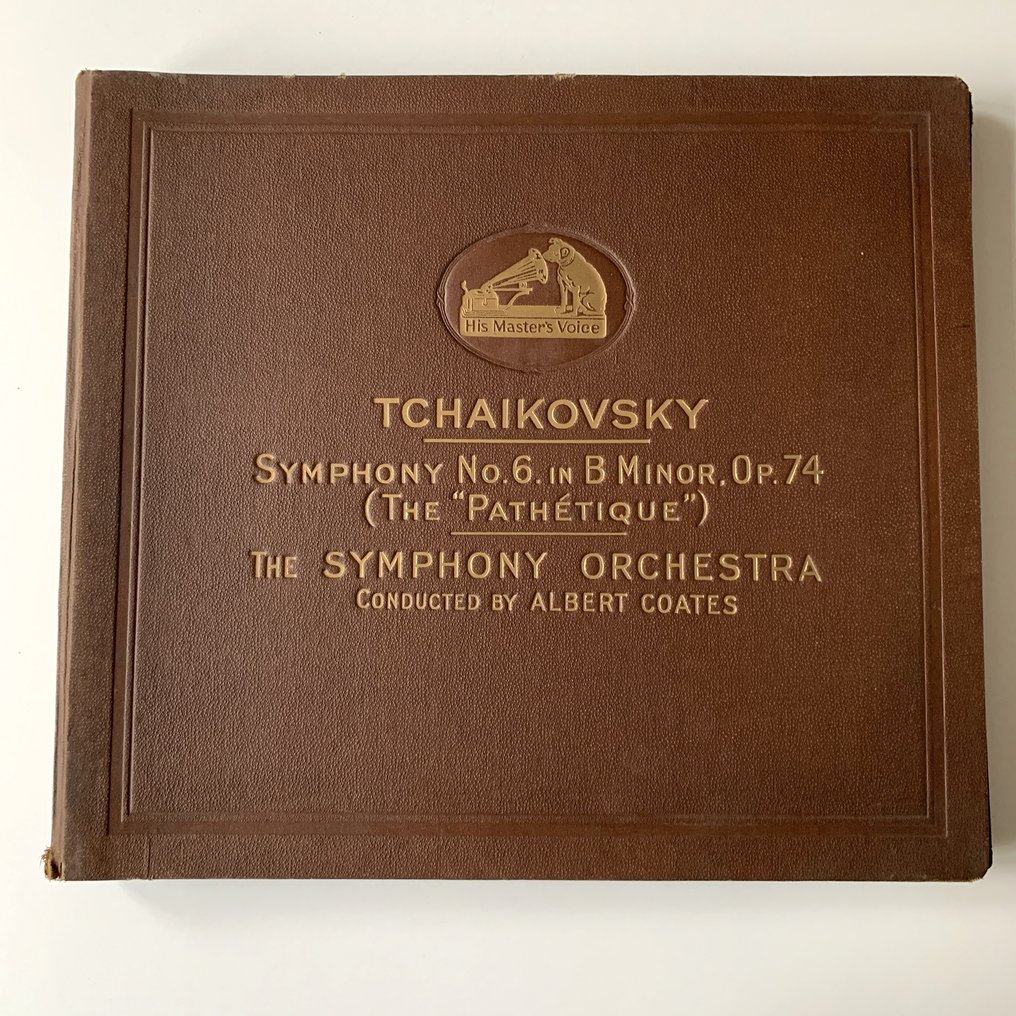 His Master's Voice
TCHAIKOVSKY
SYMPHONY NO. 6. IN B MINOR, OP. 74
(THE "PATHÉTIQUE")
THE SYMPHONY ORCHESTRA
CONDUCTED BY ALBERT COATES